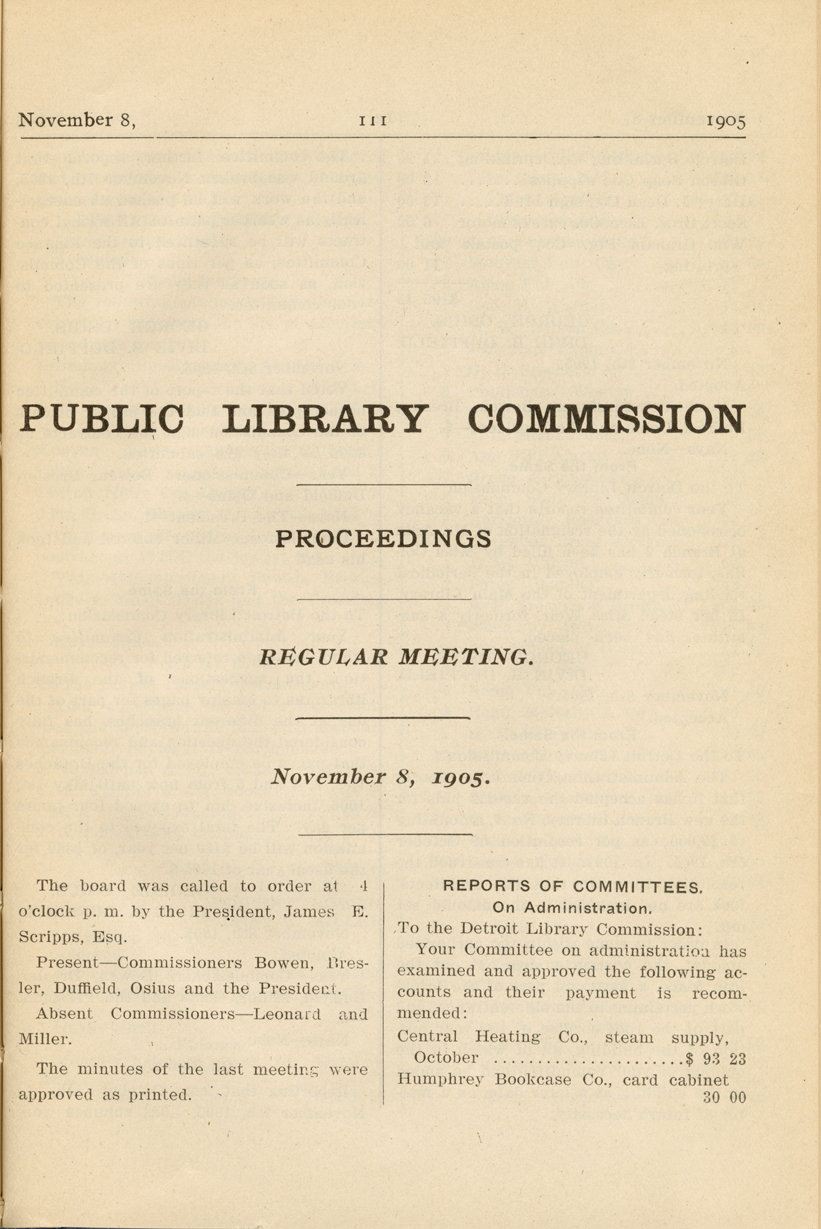 November 8,
111
1905
PUBLIC LIBRARY COMMISSION
PROCEEDINGS
REGULAR MEETING.
November 8, 1905.
The board was called to order at 4
o'clock p. m. by the President, James E.
Scripps, Esq.
Present—Commissioners Bowen, Bres-
ler, Duffield, Osius and the President.
Absent Commissioners—Leonard and
Miller.
The minutes of the last meeting were
approved as printed.
REPORTS OF COMMITTEES.
On Administration.
To the Detroit Library Commission:
Your Committee on administration has
examined and approved the following ac-
counts and their payment is recom-
mended:
Central Heating Co., steam supply,
October ......................$ 93 23
Humphrey Bookcase Co., card cabinet
30 00